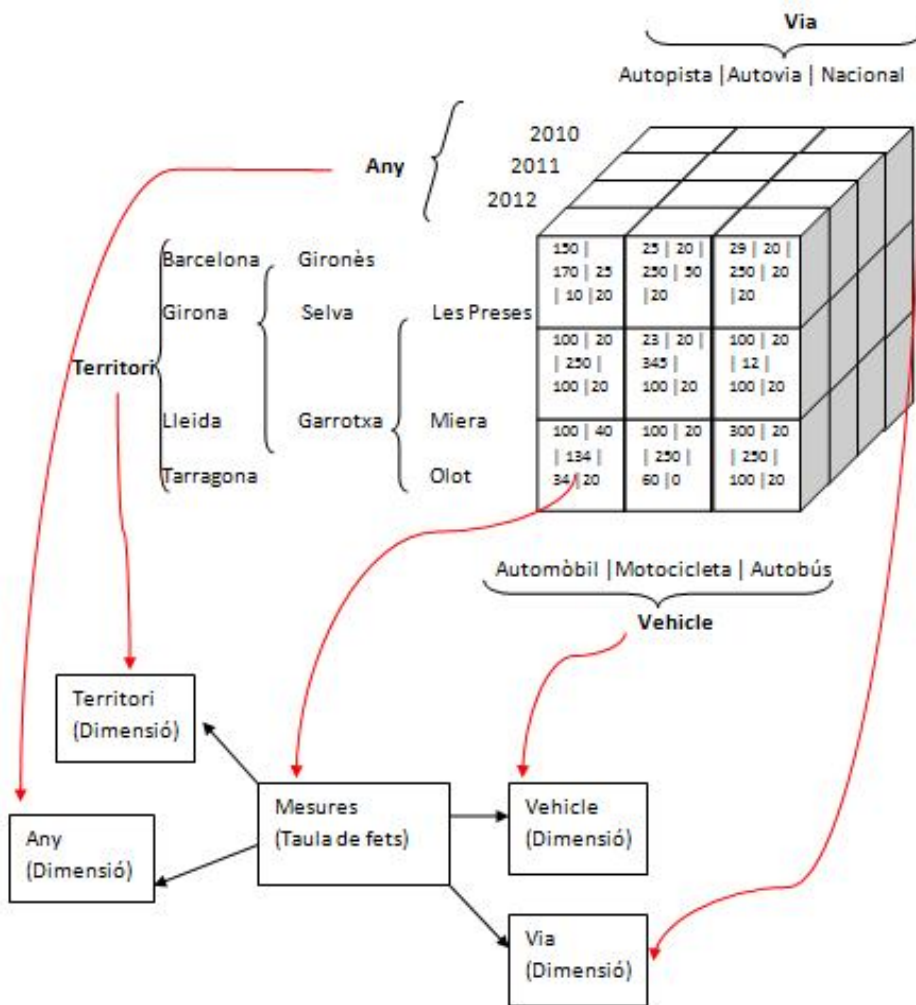 Via
Autopista |Autovia | Nacional
2010
Any
2011
2012
Barcelona
Gironès
Girona
Selva
Les Preses
Territori
Lleida
Garrotxa
Miera
Tarragona
Olot
150 |
170 | 25
| 10 |20
25 | 20 |
250 | 50
|20
29 | 20 |
250 | 20
|20
100 | 20
| 250 |
100 |20
23 | 20 |
345 |
100 |20
100 | 20
| 12 |
100 |20
100 | 40
| 134 |
34 |20
100 | 20
| 250 |
60 |0
300 | 20
| 250 |
100 |20
Automòbil |Motocicleta | Autobús
Vehicle
Territori
(Dimensió)
Mesures
(Taula de fets)
Vehicle
(Dimensió)
Any
(Dimensió)
Via
(Dimensió)